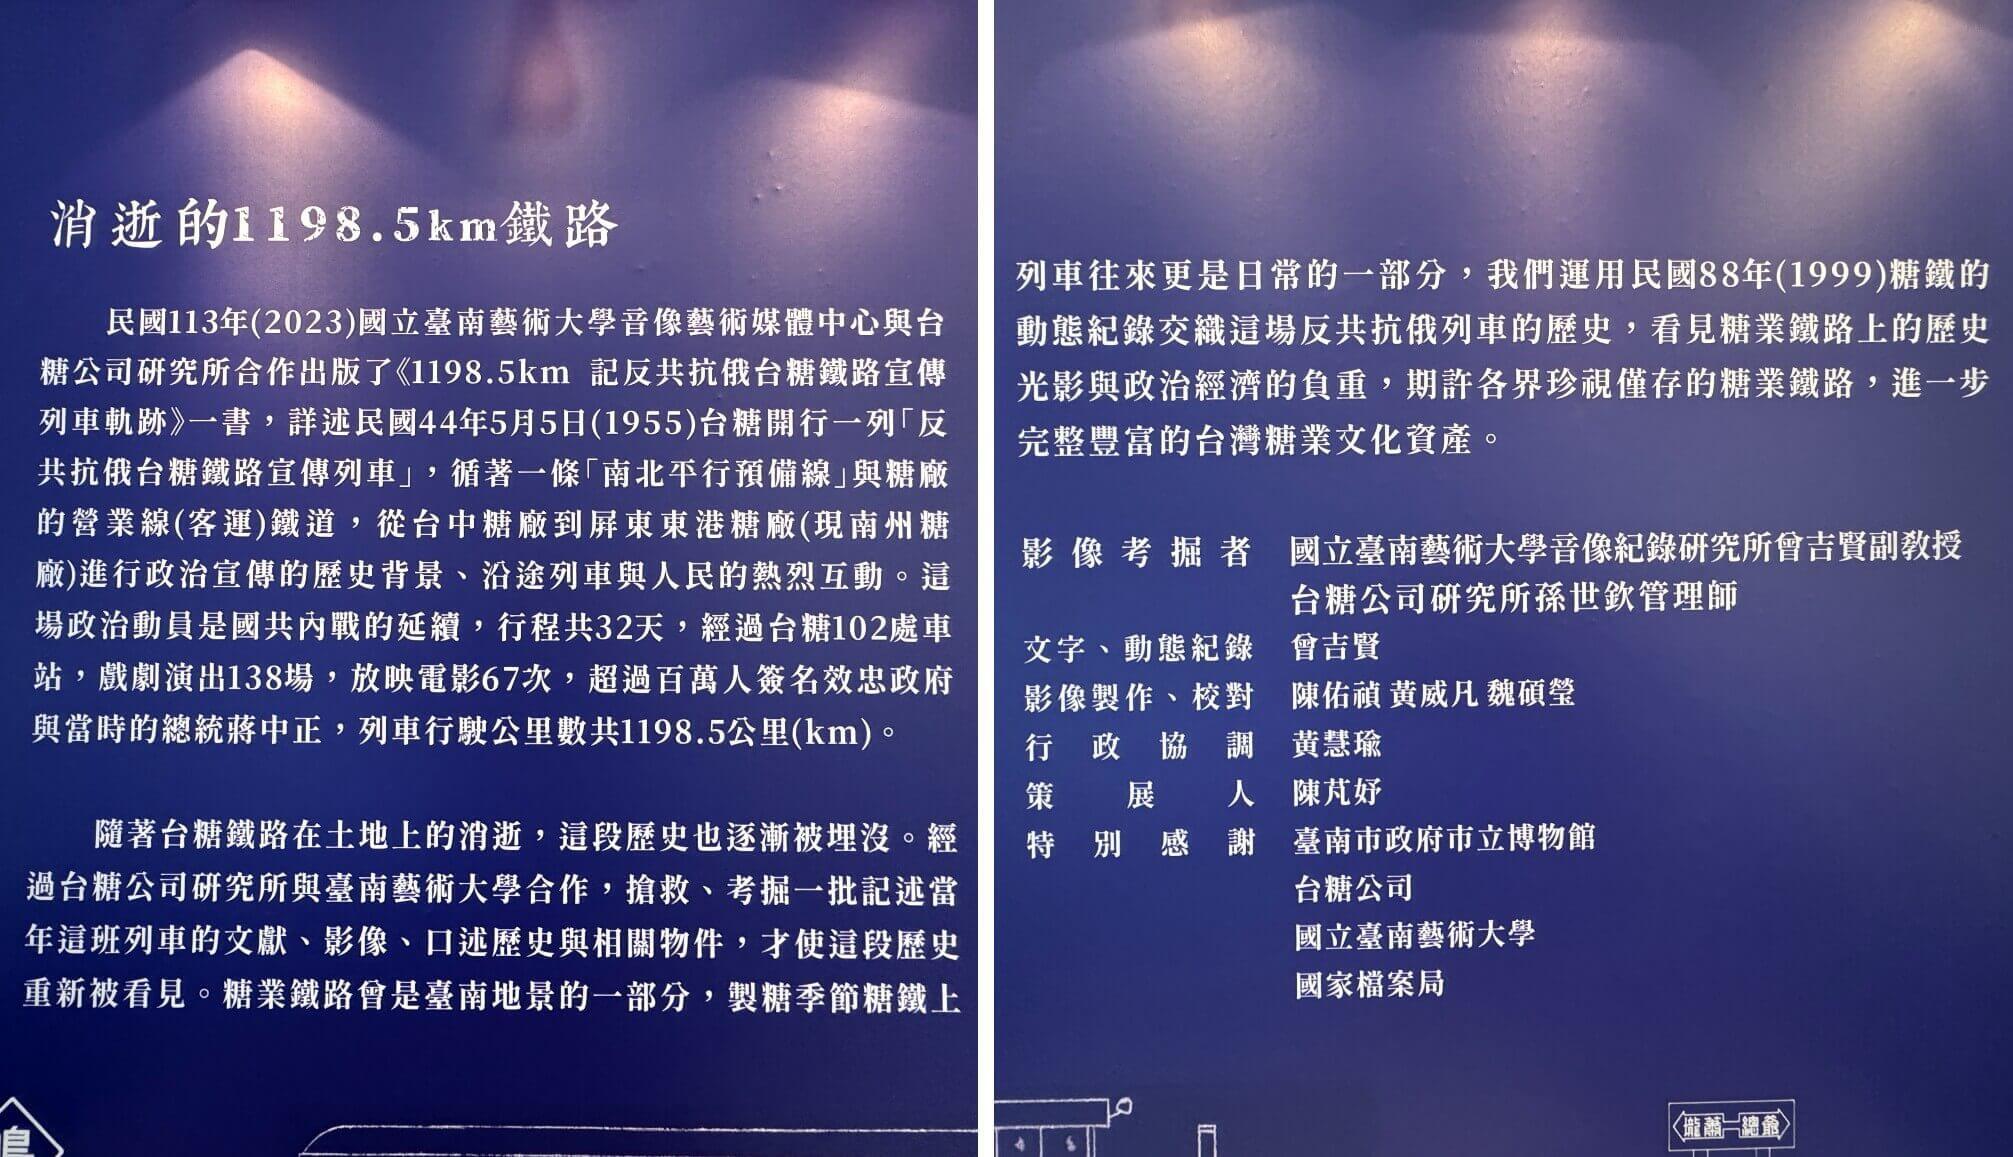 消逝的1198.5km鐵路
民國113年(2023)國立臺南藝術大學音像藝術媒體中心與台
糖公司研究所合作出版了《1198.5km 記反共抗俄台糖鐵路宣傳
列車軌跡》一書，詳述民國44年5月5日(1955)台糖開行一列「反
共抗俄台糖鐵路宣傳列車」，循著一條「南北平行預備線」與糖廠
的營業線(客運)鐵道，從台中糖廠到屏東東港糖廠(現南州糖
廠)進行政治宣傳的歷史背景、沿途列車與人民的熱烈互動。這
場政治動員是國共內戰的延續，行程共32天，經過台糖102處車
站，戲劇演出138場，放映電影67次，超過百萬人簽名效忠政府
與當時的總統蔣中正，列車行駛公里數共1198.5公里(km)。
隨著台糖鐵路在土地上的消逝，這段歷史也逐漸被埋沒。經
過台糖公司研究所與臺南藝術大學合作，搶救、考掘一批記述當
年這班列車的文獻、影像、口述歷史與相關物件，才使這段歷史
重新被看見。糖業鐵路曾是臺南地景的一部分，製糖季節糖鐵上
列車往來更是日常的一部分，我們運用民國88年(1999)糖鐵的
動態紀錄交織這場反共抗俄列車的歷史，看見糖業鐵路上的歷史
光影與政治經濟的負重，期許各界珍視僅存的糖業鐵路，進一步
完整豐富的台灣糖業文化資產。
影像考掘者 國立臺南藝術大學音像紀錄研究所曾吉賢副教授
台糖公司研究所孫世欽管理師
文字、動態紀錄 曾吉賢
影像製作、校對 陳佑禎 黃威凡 魏碩瑩
行政協調 黃慧瑜
策展人 陳芃妤
特別感謝 臺南市政府市立博物館
台糖公司
國立臺南藝術大學
國家檔案局
總爺